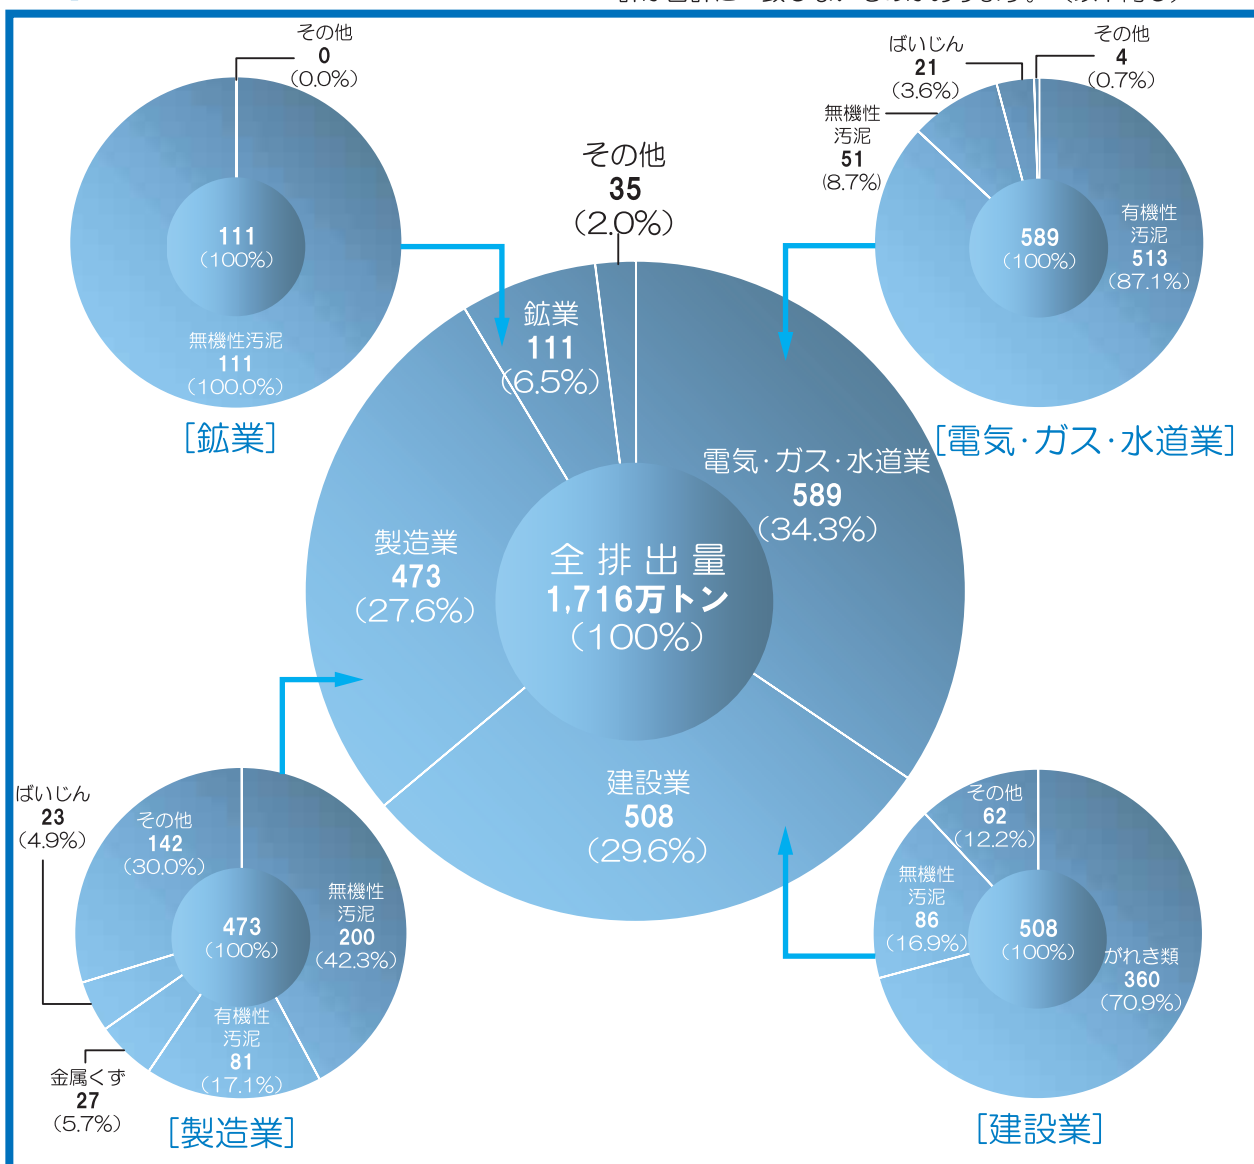 その他
0
(0.0%)
111
(100%)
無機性汚泥
111
(100.0%)
[鉱業]
ばいじん
21
(3.6%)
その他
4
(0.7%)
無機性
汚泥
51
(8.7%)
589
(100%)
有機性
汚泥
513
(87.1%)
[電気・ガス・水道業]
その他
35
(2.0%)
鉱業
111
(6.5%)
電気・ガス・水道業
589
(34.3%)
製造業
473
(27.6%)
全排出量
1,716万トン
(100%)
建設業
508
(29.6%)
ばいじん
23
(4.9%)
その他
142
(30.0%)
473
(100%)
無機性
汚泥
200
(42.3%)
有機性
汚泥
81
(17.1%)
金属くず
27
(5.7%)
[製造業]
その他
62
(12.2%)
無機性
汚泥
86
(16.9%)
508
(100%)
がれき類
360
(70.9%)
[建設業]